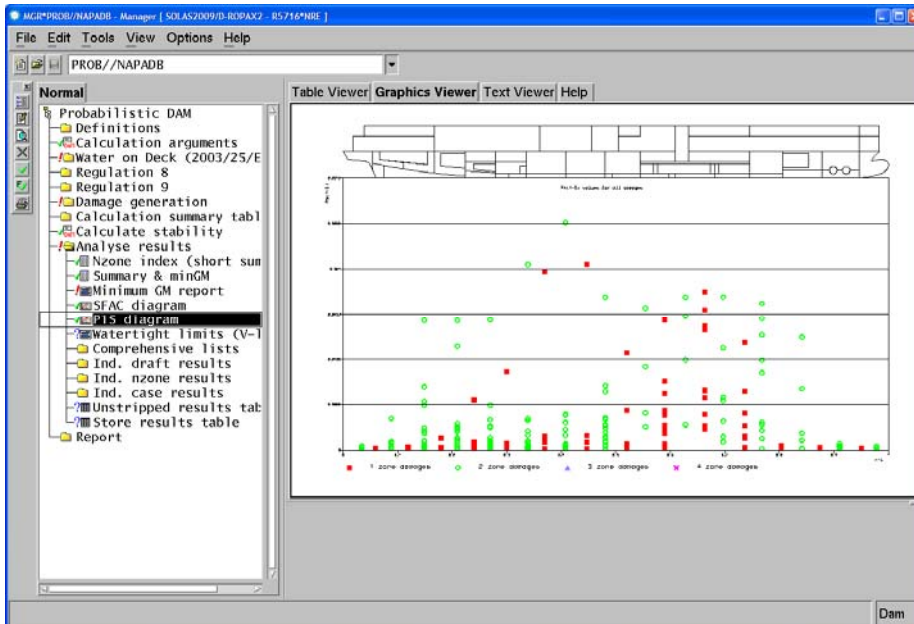 MGR*PROB//NAPADB - Manager [ SOLAS2009/D-ROPAX2 - R5716*NRE ]
File Edit Tools View Options Help
PROB//NAPADB
Normal
Probabilistic DAM
Definitions
Calculation arguments
Water on Deck (2003/25/E
Regulation 8
Regulation 9
Damage generation
Calculation summary tabl
Calculate stability
Analyse results
Nzone index (short sum
Summary & minGM
Minimum GM report
SFAC diagram
PIS diagram
Watertight limits (V-l
Comprehensive lists
Ind. draft results
Ind. nzone results
Ind. case results
Unstripped results tab
Store results table
Report
Table Viewer Graphics Viewer Text Viewer Help
values for all damages
1 zone damages 2 zone damages 3 zone damages 4 zone damages
Dam